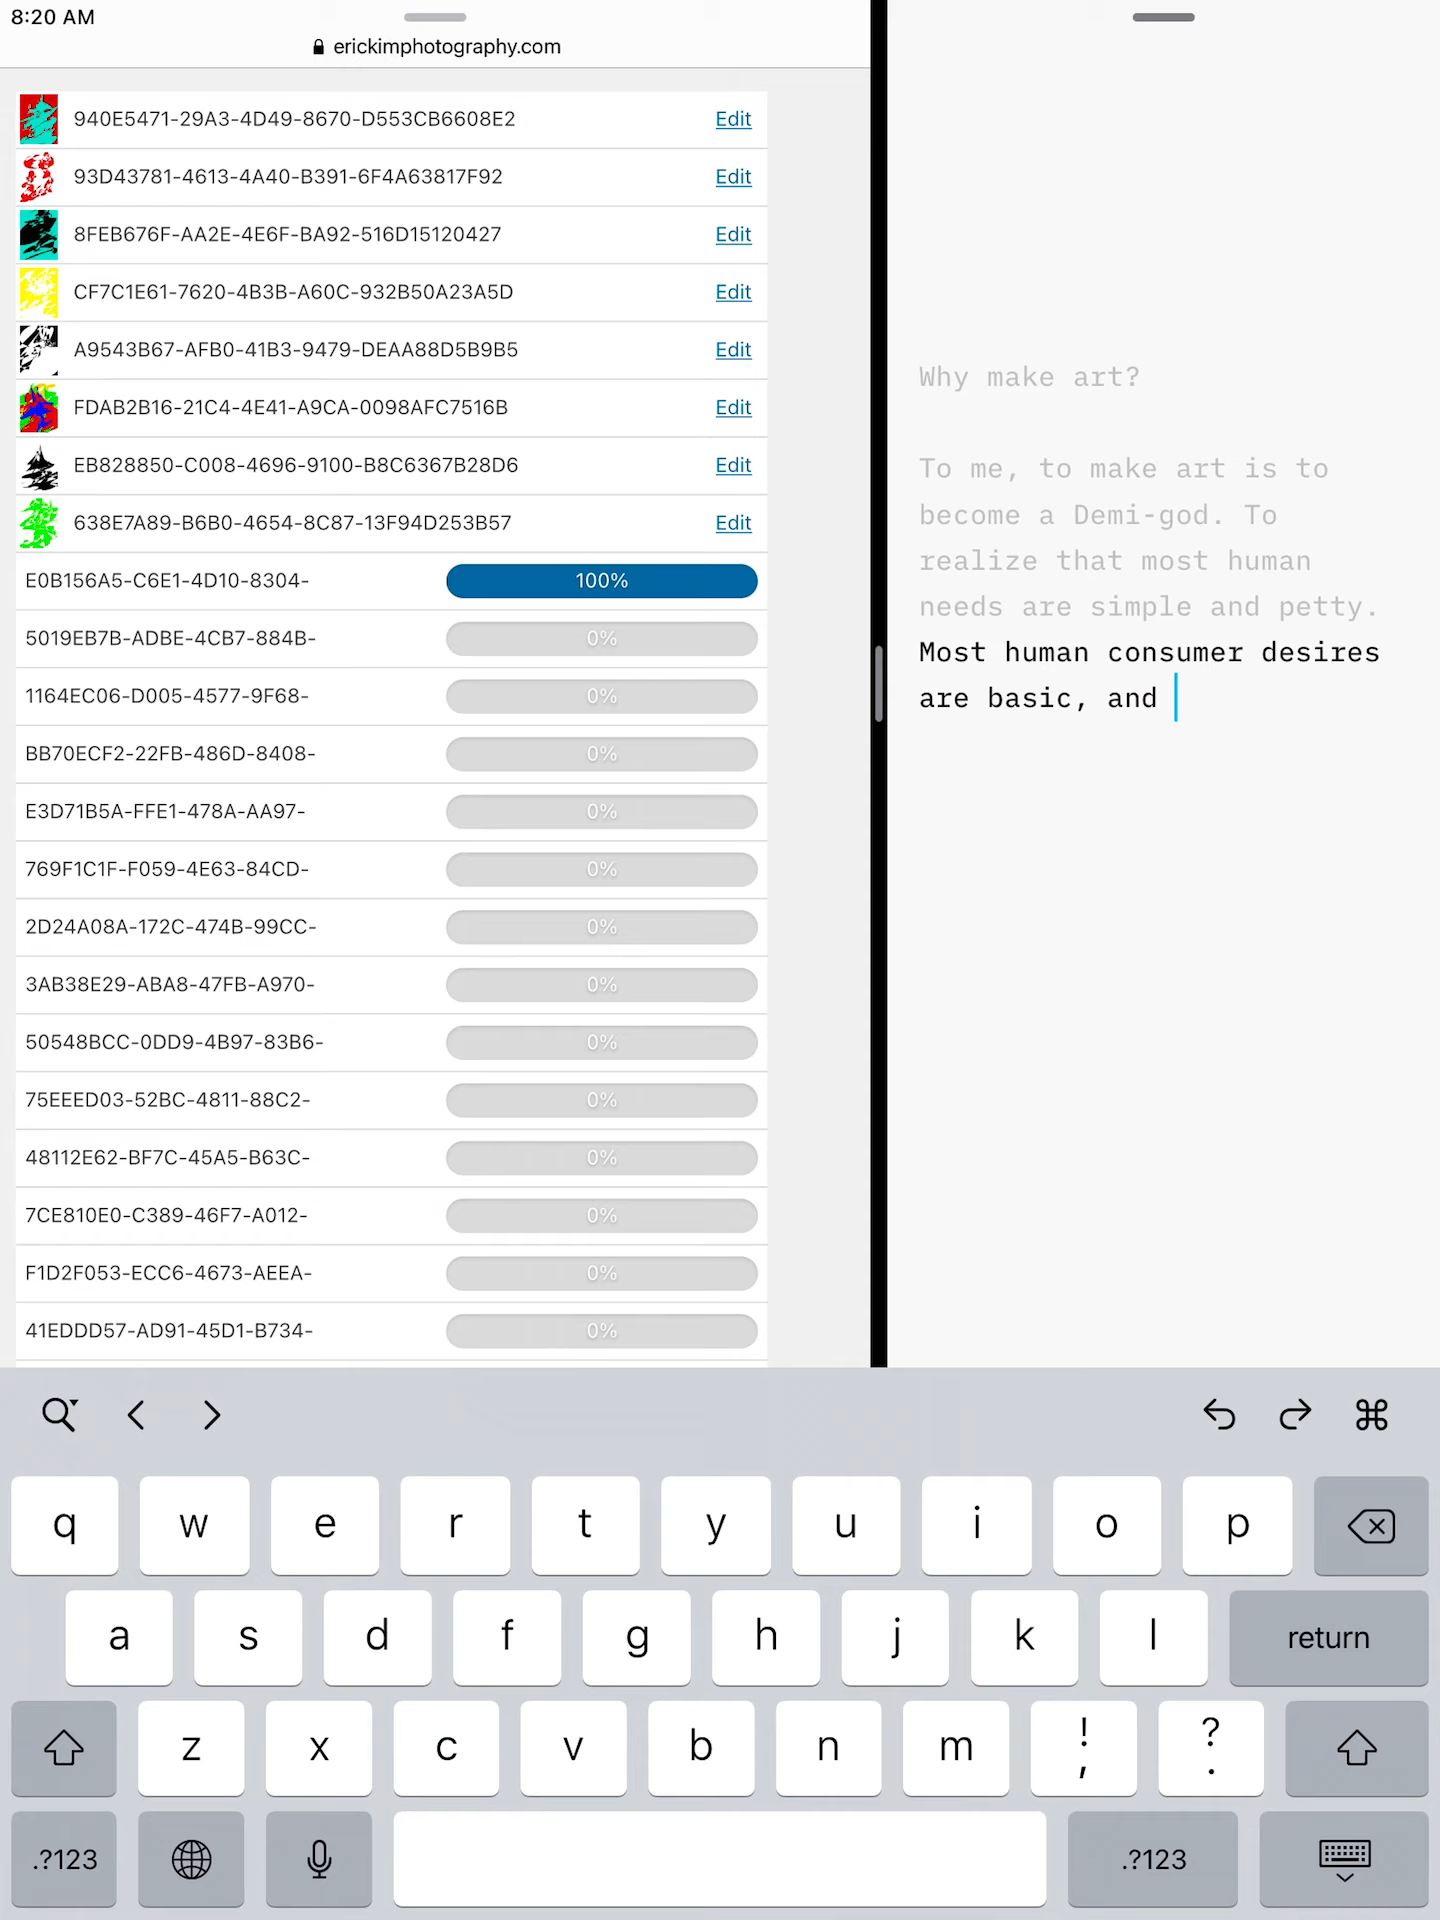 8:20 AM
erickimphotography.com
940E5471-29A3-4D49-8670-D553CB6608E2 Edit
93D43781-4613-4A40-B391-6F4A63817F92 Edit
8FEB676F-AA2E-4E6F-BA92-516D15120427 Edit
CF7C1E61-7620-4B3B-A60C-932B50A23A5D Edit
A9543B67-AFB0-41B3-9479-DEAA88D5B9B5 Edit
FDAB2B16-21C4-4E41-A9CA-0098AFC7516B Edit
EB828850-C008-4696-9100-B8C6367B28D6 Edit
638E7A89-B6B0-4654-8C87-13F94D253B57 Edit
E0B156A5-C6E1-4D10-8304- 100%
5019EB7B-ADBE-4CB7-884B- 0%
1164EC06-D005-4577-9F68- 0%
BB70ECF2-22FB-486D-8408- 0%
E3D71B5A-FFE1-478A-AA97- 0%
769F1C1F-F059-4E63-84CD- 0%
2D24A08A-172C-474B-99CC- 0%
3AB38E29-ABA8-47FB-A970- 0%
50548BCC-0DD9-4B97-83B6- 0%
75EEED03-52BC-4811-88C2- 0%
48112E62-BF7C-45A5-B63C- 0%
7CE810E0-C389-46F7-A012- 0%
F1D2F053-ECC6-4673-AEEA- 0%
41EDDD57-AD91-45D1-B734- 0%
Why make art?
To me, to make art is to
become a Demi-god. To
realize that most human
needs are simple and petty.
Most human consumer desires
are basic, and
q w e r t y u i o p
a s d f g h j k l return
z x c v b n m ! , ? .
.?123 .?123